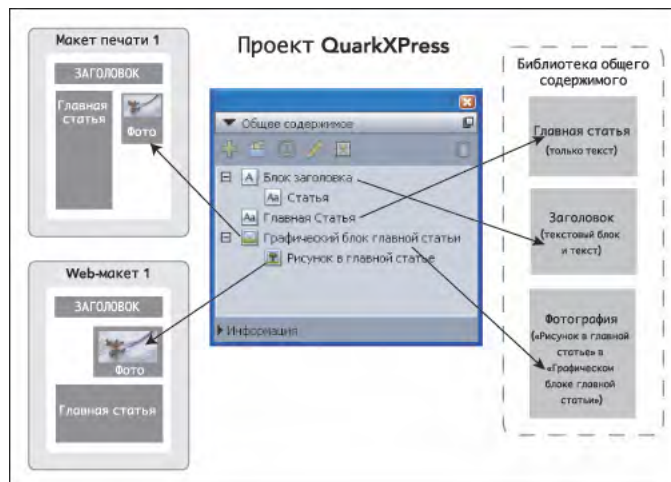 Макет печати 1
ЗАГОЛОВОК
Главная
статья
Фото
Web-макет 1
ЗАГОЛОВОК
Фото
Главная статья
Проект QuarkXPress
Общее содержимое
A Блок заголовка
Aa Статья
Aa Главная Статья
Графический блок главной статьи
Рисунок в главной статье
Информация
Библиотека общего
содержимого
Главная статья
(только текст)
Заголовок
(текстовый блок
и текст)
Фотография
(«Рисунок в главной
статье» в
«Графическом
блоке главной
статьи»)